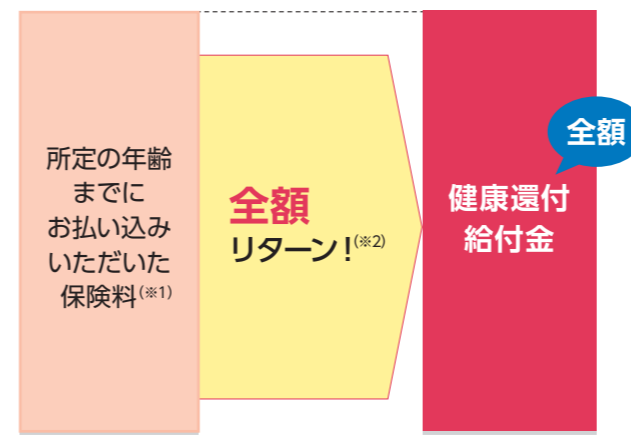 所定の年齢
までに
お払い込み
いただいた
保険料(※1)
全額
リターン!(※2)
健康還付
給付金
全額